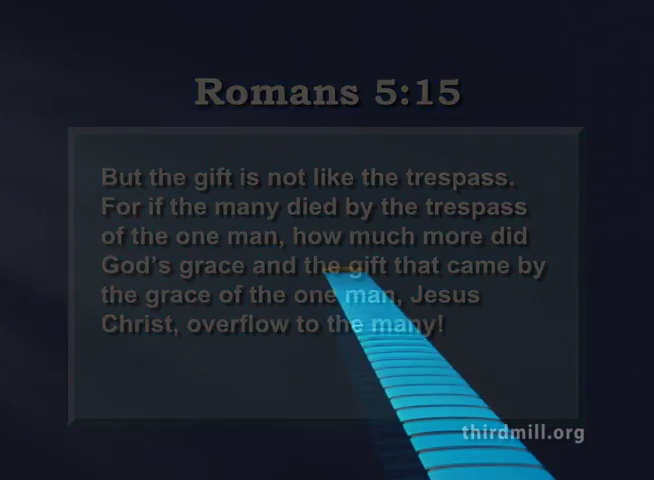 Romans 5:15
But the gift is not like the trespass.
For if the many died by the trespass
of the one man, how much more did
God’s grace and the gift that came by
the grace of the one man, Jesus
Christ, overflow to the many!
thirdmill.org